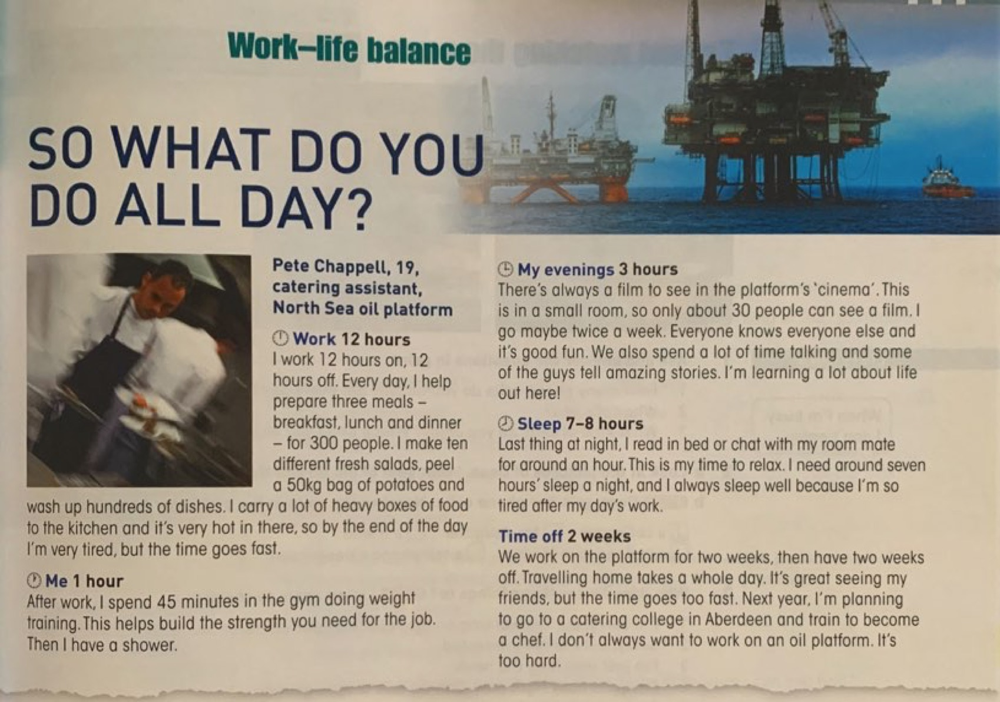 Work–life balance
SO WHAT DO YOU
DO ALL DAY?
Pete Chappell, 19,
catering assistant,
North Sea oil platform
Work 12 hours
I work 12 hours on, 12
hours off. Every day, I help
prepare three meals –
breakfast, lunch and dinner
– for 300 people. I make ten
different fresh salads, peel
a 50kg bag of potatoes and
wash up hundreds of dishes. I carry a lot of heavy boxes of food
to the kitchen and it's very hot in there, so by the end of the day
I'm very tired, but the time goes fast.
Me 1 hour
After work, I spend 45 minutes in the gym doing weight
training. This helps build the strength you need for the job.
Then I have a shower.
My evenings 3 hours
There's always a film to see in the platform's 'cinema'. This
is in a small room, so only about 30 people can see a film. I
go maybe twice a week. Everyone knows everyone else and
it's good fun. We also spend a lot of time talking and some
of the guys tell amazing stories. I'm learning a lot about life
out here!
Sleep 7–8 hours
Last thing at night, I read in bed or chat with my room mate
for around an hour. This is my time to relax. I need around seven
hours' sleep a night, and I always sleep well because I'm so
tired after my day's work.
Time off 2 weeks
We work on the platform for two weeks, then have two weeks
off. Travelling home takes a whole day. It's great seeing my
friends, but the time goes too fast. Next year, I'm planning
to go to a catering college in Aberdeen and train to become
a chef. I don't always want to work on an oil platform. It's
too hard.